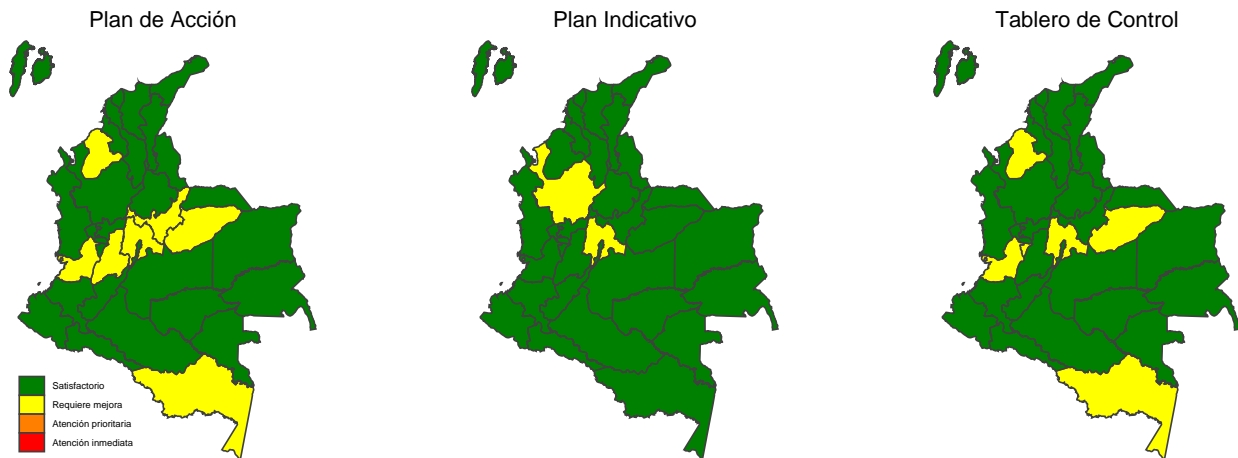 Plan de Acción
Plan Indicativo
Tablero de Control
Satisfactorio
Requiere mejora
Atención prioritaria
Atención inmediata